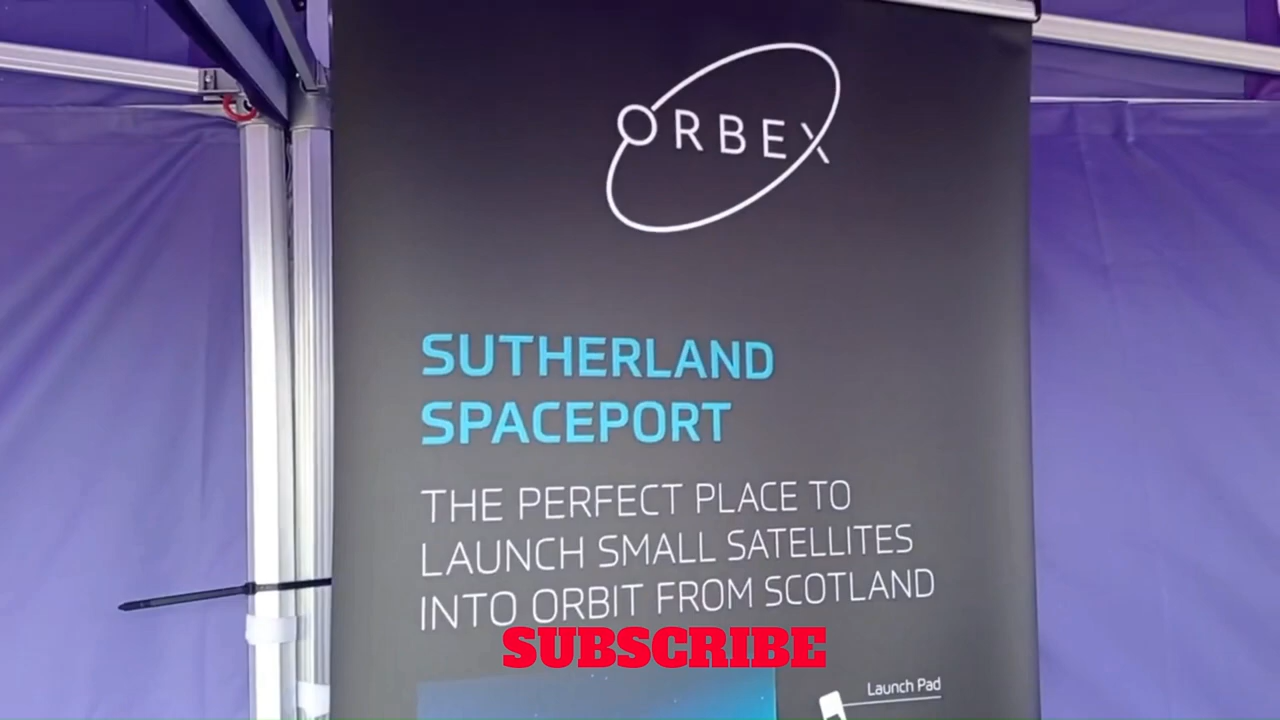 ORBEX
SUTHERLAND
SPACEPORT
THE PERFECT PLACE TO
LAUNCH SMALL SATELLITES
INTO ORBIT FROM SCOTLAND
SUBSCRIBE
Launch Pad